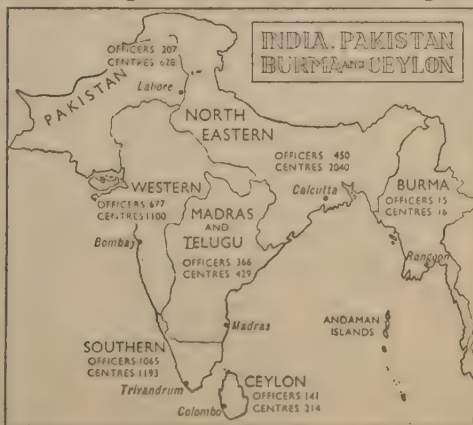 INDIA, PAKISTAN
BURMA AND CEYLON
OFFICERS 207
CENTRES 628
Lahore
PAKISTAN
NORTH
EASTERN
OFFICERS 450
CENTRES 2040
Calcutta
WESTERN
OFFICERS 677
CENTRES 1100
Bombay
MADRAS
AND
TELUGU
OFFICERS 366
CENTRES 429
BURMA
OFFICERS 15
CENTRES 16
Rangoon
ANDAMAN
ISLANDS
Madras
SOUTHERN
OFFICERS 1065
CENTRES 1193
Trivandrum
CEYLON
OFFICERS 141
CENTRES 214
Colombo